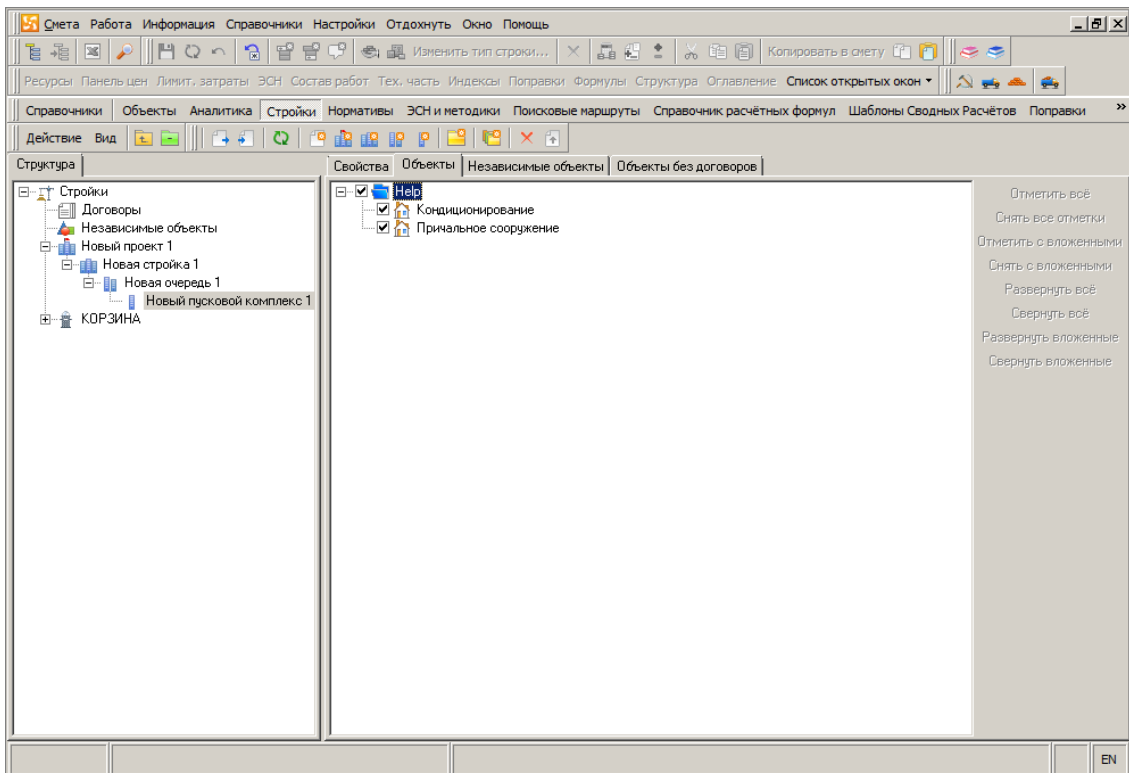 Смета Работа Информация Справочники Настройки Отдохнуть Окно Помощь
Изменить тип строки... Копировать в смету
Ресурсы Панель цен Лимит. затраты ЭСН Состав работ Тех. часть Индексы Поправки Формулы Структура Оглавление Список открытых окон
Справочники Объекты Аналитика Стройки Нормативы ЭСН и методики Поисковые маршруты Справочник расчётных формул Шаблоны Сводных Расчётов Поправки »
Действие Вид
Структура
Свойства Объекты Независимые объекты Объекты без договоров
Стройки
Договоры
Независимые объекты
Новый проект 1
Новая стройка 1
Новая очередь 1
Новый пусковой комплекс 1
КОРЗИНА
Help
Кондиционирование
Причальное сооружение
Отметить всё
Снять все отметки
Отметить с вложенными
Снять с вложенными
Развернуть всё
Свернуть всё
Развернуть вложенные
Свернуть вложенные
EN